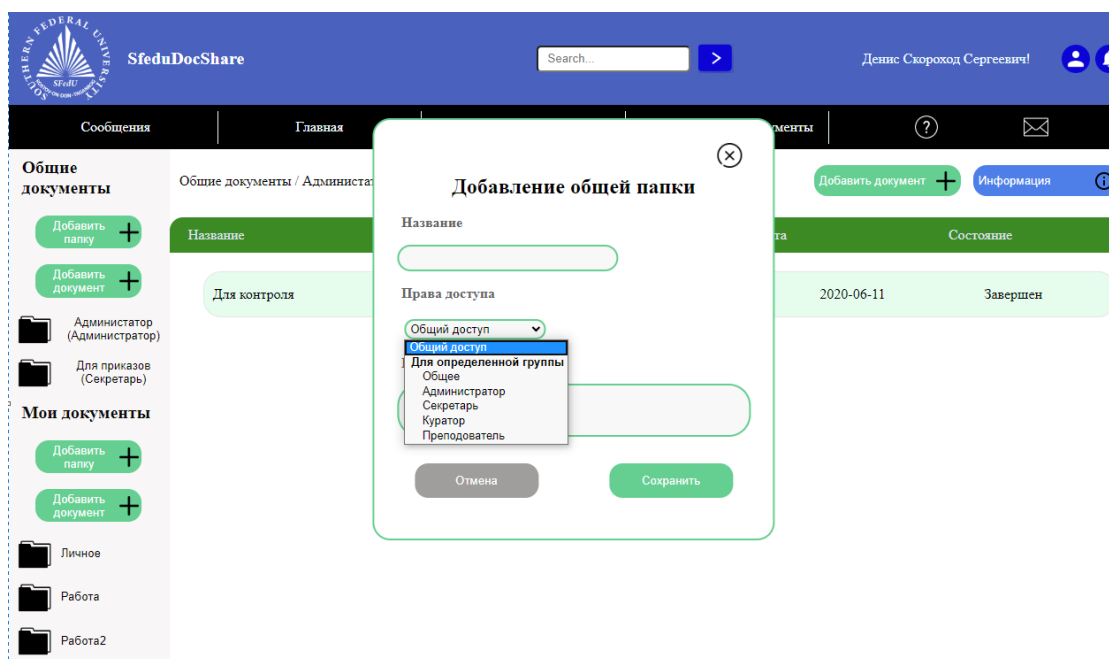 SOUTHERN FEDERAL UNIVERSITY
SFedU
SfeduDocShare
Search...
>
Денис Скороход Сергеевич!
Сообщения
Главная
?
Общие
документы
Общие документы /
Добавить документ
Информация
Добавить
папку
Название
Состояние
Добавить
документ
Для контроля
2020-06-11
Завершен
Администатор
(Администратор)
Для приказов
(Секретарь)
Мои документы
Добавить
папку
Добавить
документ
Личное
Работа
Работа2
Добавление общей папки
Название
Права доступа
Общий доступ
Общий доступ
Для определенной группы
Общее
Администратор
Секретарь
Куратор
Преподователь
Отмена
Сохранить